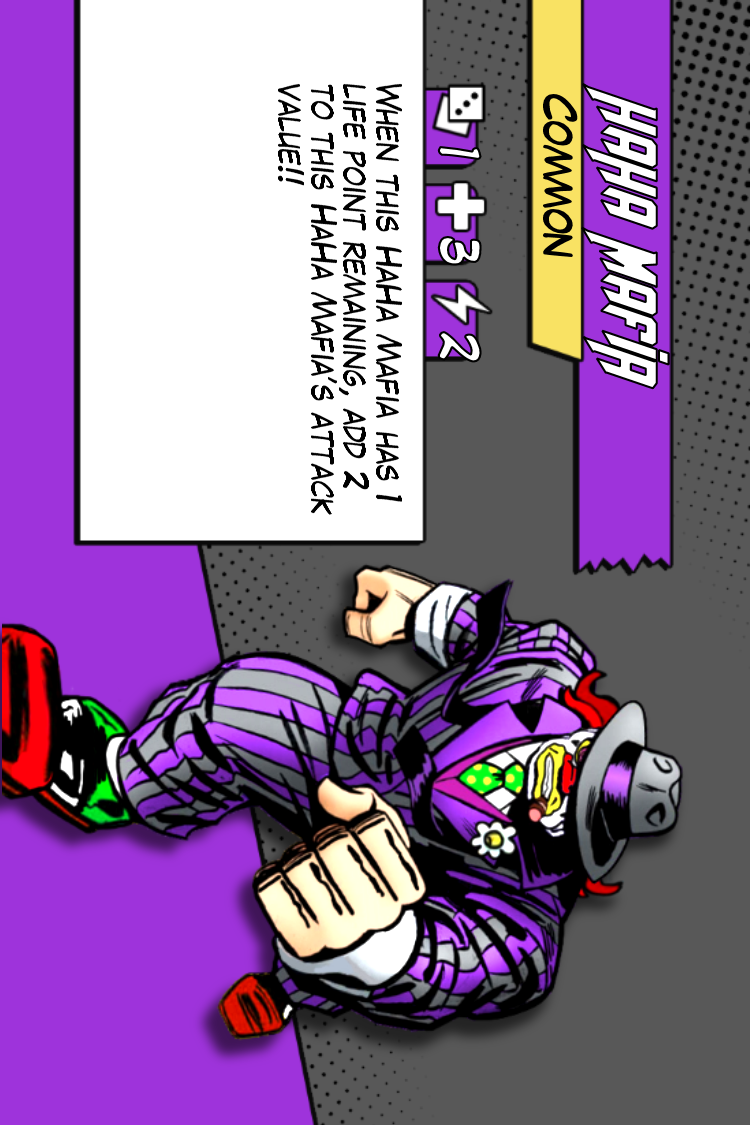 HAHA MAFIA
COMMON
1 3 2
WHEN THIS HAHA MAFIA HAS 1
LIFE POINT REMAINING, ADD 2
TO THIS HAHA MAFIA'S ATTACK
VALUE!!